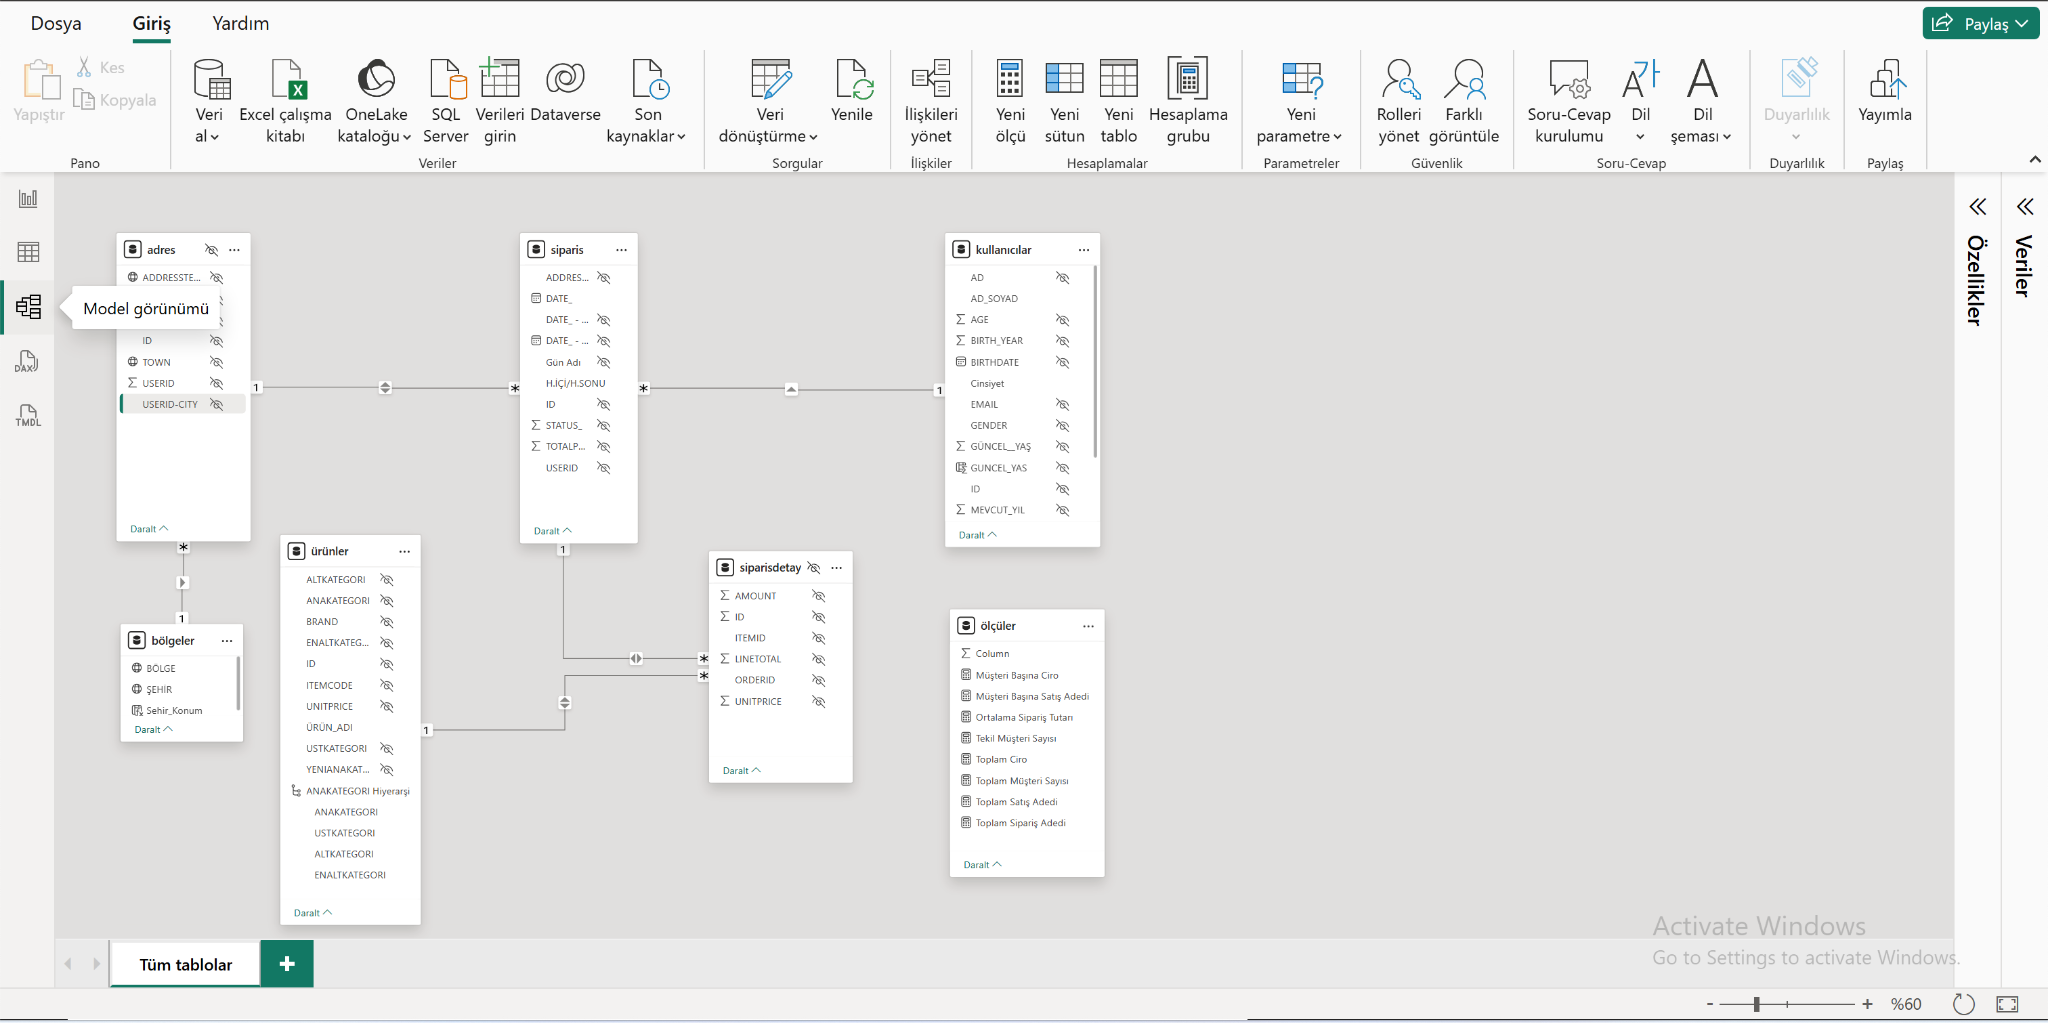 Dosya Giriş Yardım
Paylaş
Yapıştır
Kes
Kopyala
Pano
Veri al
Excel çalışma kitabı
OneLake kataloğu
SQL Server
Verileri girin
Dataverse
Son kaynaklar
Veriler
Veri dönüştürme
Yenile
Sorgular
İlişkileri yönet
İlişkiler
Yeni ölçü
Yeni sütun
Yeni tablo
Hesaplama grubu
Hesaplamalar
Yeni parametre
Parametreler
Rolleri yönet
Farklı görüntüle
Güvenlik
Soru-Cevap kurulumu
Dil
Dil şeması
Soru-Cevap
Duyarlılık
Duyarlılık
Yayımla
Paylaş
DAX
TMDL
Model görünümü
adres
ADDRESSTE...
ID
TOWN
USERID
USERID-CITY
Daralt
1
*
*
1
siparis
ADDRES...
DATE_
DATE_ - ...
DATE_ - ...
Gün Adı
H.İÇİ/H.SONU
ID
STATUS_
TOTALP...
USERID
Daralt
*
1
1
kullanıcılar
AD
AD_SOYAD
AGE
BIRTH_YEAR
BIRTHDATE
Cinsiyet
EMAIL
GENDER
GÜNCEL__YAŞ
GUNCEL_YAS
ID
MEVCUT_YIL
Daralt
bölgeler
BÖLGE
ŞEHİR
Sehir_Konum
Daralt
ürünler
ALTKATEGORI
ANAKATEGORI
BRAND
ENALTKATEG...
ID
ITEMCODE
UNITPRICE
ÜRÜN_ADI
USTKATEGORI
YENIANAKAT...
ANAKATEGORI Hiyerarşi
ANAKATEGORI
USTKATEGORI
ALTKATEGORI
ENALTKATEGORI
Daralt
1
*
*
siparisdetay
AMOUNT
ID
ITEMID
LINETOTAL
ORDERID
UNITPRICE
Daralt
ölçüler
Column
Müşteri Başına Ciro
Müşteri Başına Satış Adedi
Ortalama Sipariş Tutarı
Tekil Müşteri Sayısı
Toplam Ciro
Toplam Müşteri Sayısı
Toplam Satış Adedi
Toplam Sipariş Adedi
Daralt
Özellikler
Veriler
Activate Windows
Go to Settings to activate Windows.
Tüm tablolar
+
- + %60